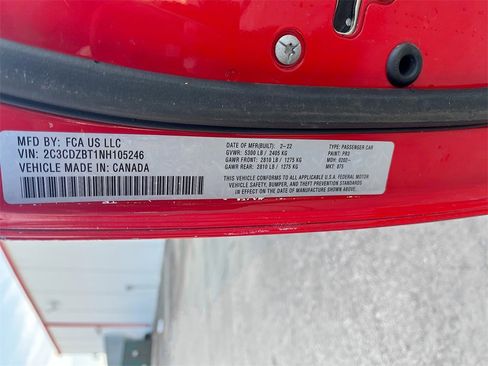 MFD BY: FCA US LLC
VIN: 2C3CDZBT1NH105246
VEHICLE MADE IN: CANADA
DATE OF MFR(BUILT): 2-22
GVWR: 5300 LB / 2405 KG
GAWR FRONT: 2810 LB / 1275 KG
GAWR REAR: 2810 LB / 1275 KG
TYPE: PASSENGER CAR
PAINT: PR3
MDH: 0202-
MKT: 875
THIS VEHICLE CONFORMS TO ALL APPLICABLE U.S.A. FEDERAL MOTOR
VEHICLE SAFETY, BUMPER, AND THEFT PREVENTION STANDARDS
IN EFFECT ON THE DATE OF MANUFACTURE SHOWN ABOVE.